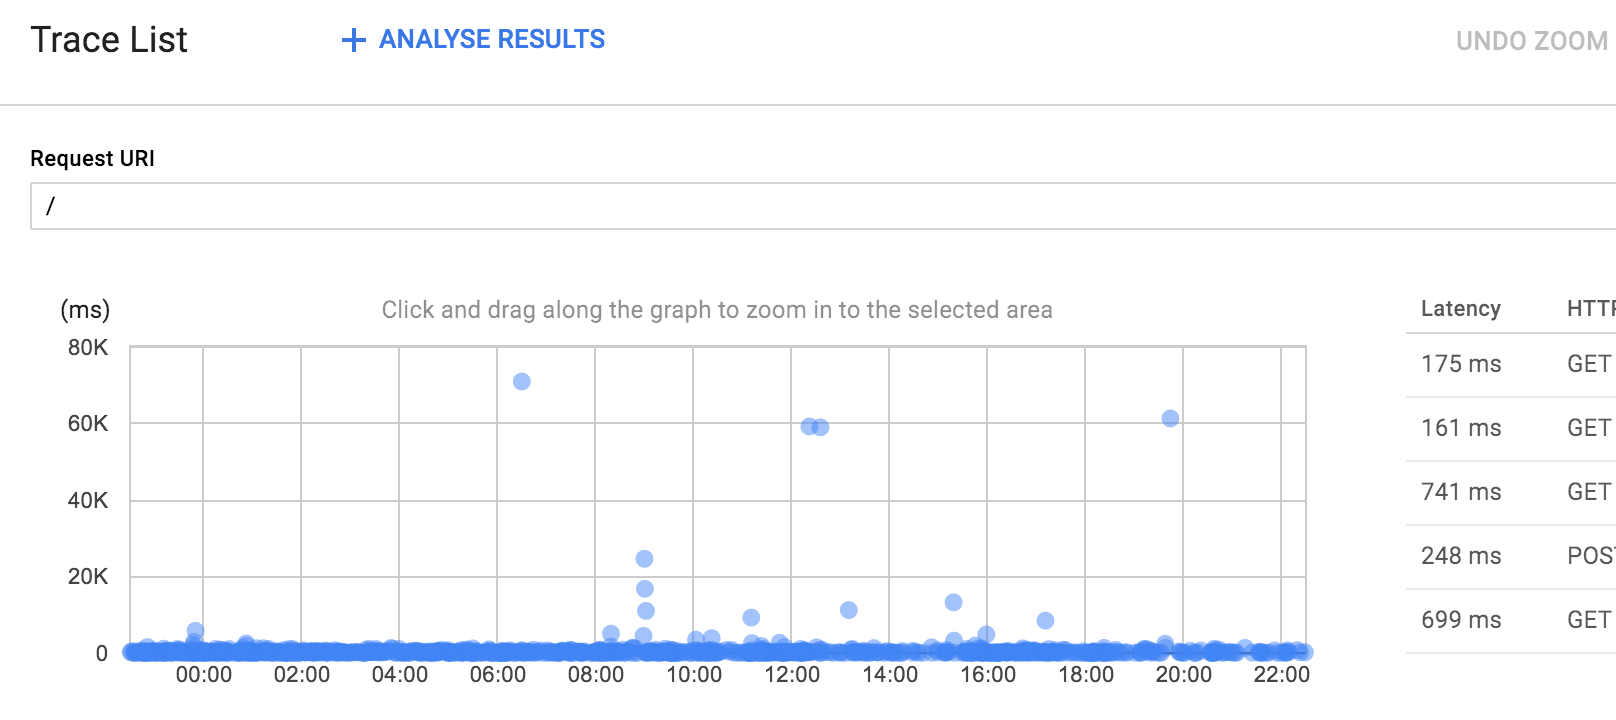 Trace List
ANALYSE RESULTS
UNDO ZOOM
Request URI
/
(ms)
Click and drag along the graph to zoom in to the selected area
80K
60K
40K
20K
0
00:00 02:00 04:00 06:00 08:00 10:00 12:00 14:00 16:00 18:00 20:00 22:00
Latency HTTP
175 ms GET
161 ms GET
741 ms GET
248 ms POST
699 ms GET